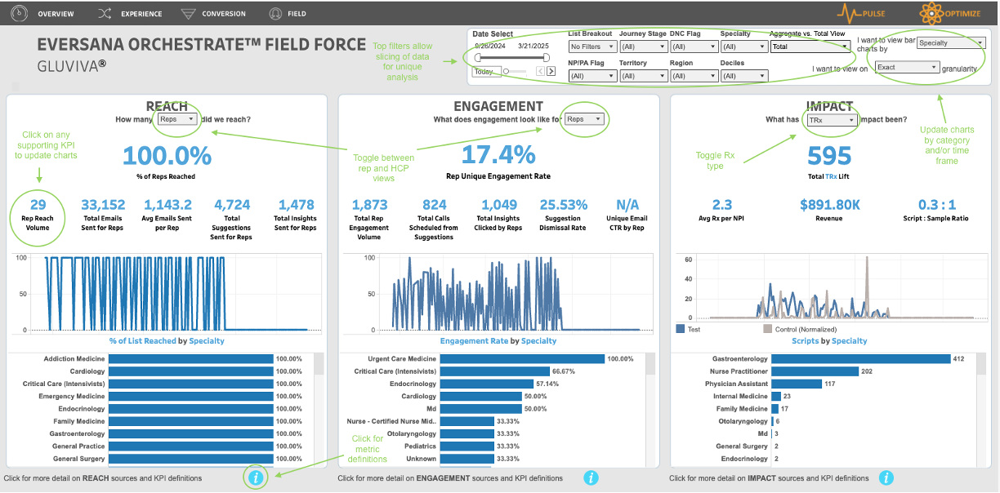 OVERVIEW
EXPERIENCE
CONVERSION
FIELD
PULSE
OPTIMIZE
EVERSANA ORCHESTRATE™ FIELD FORCE
GLUVIVA®
Top filters allow
slicing of data
for unique
analysis
Date Select
9/26/2024 3/21/2025
Today
List Breakout Journey Stage DNC Flag Specialty Aggregate vs. Total View
No Filters (All) (All) (All) Total
NP/PA Flag Territory Region Deciles
(All) (All) (All) (All)
I want to view bar
charts by
Specialty
I want to view on Exact granularity
REACH
How many Reps did we reach?
100.0%
% of Reps Reached
Click on any
supporting KPI
to update charts
29 33,152 1,143.2 4,724 1,478
Rep Reach
Volume
Total Emails
Sent for Reps
Avg Emails Sent
per Rep
Total
Suggestions
Sent for Reps
Total Insights
Sent for Reps
100
50
0
% of List Reached by Specialty
Addiction Medicine 100.00%
Cardiology 100.00%
Critical Care (Intensivists) 100.00%
Emergency Medicine 100.00%
Endocrinology 100.00%
Family Medicine 100.00%
Gastroenterology 100.00%
General Practice 100.00%
General Surgery 100.00%
Click for more detail on REACH sources and KPI definitions
i
Toggle between
rep and HCP
views
ENGAGEMENT
What does engagement look like for Reps
17.4%
Rep Unique Engagement Rate
1,873 824 1,049 25.53% N/A
Total Rep
Engagement
Volume
Total Calls
Scheduled from
Suggestions
Total Insights
Clicked by Reps
Suggestion
Dismissal Rate
Unique Email
CTR by Rep
100
50
0
Engagement Rate by Specialty
Urgent Care Medicine 100.00%
Critical Care (Intensivists) 66.67%
Endocrinology 57.14%
Cardiology 50.00%
Md 50.00%
Nurse - Certified Nurse Mid.. 33.33%
Otolaryngology 33.33%
Pediatrics 33.33%
Unknown 33.33%
Click for
metric
definitions
Click for more detail on ENGAGEMENT sources and KPI definitions
i
IMPACT
What has TRx impact been?
595
Total TRx Lift
Toggle Rx
type
Update charts
by category
and/or time
frame
2.3 $891.80K 0.3 : 1
Avg Rx per NPI Revenue Script : Sample Ratio
60
40
20
0
Test Control (Normalized)
Scripts by Specialty
Gastroenterology 412
Nurse Practitioner 202
Physician Assistant 117
Internal Medicine 23
Family Medicine 17
Otolaryngology 6
Md 3
General Surgery 2
Endocrinology 2
Click for more detail on IMPACT sources and KPI definitions
i